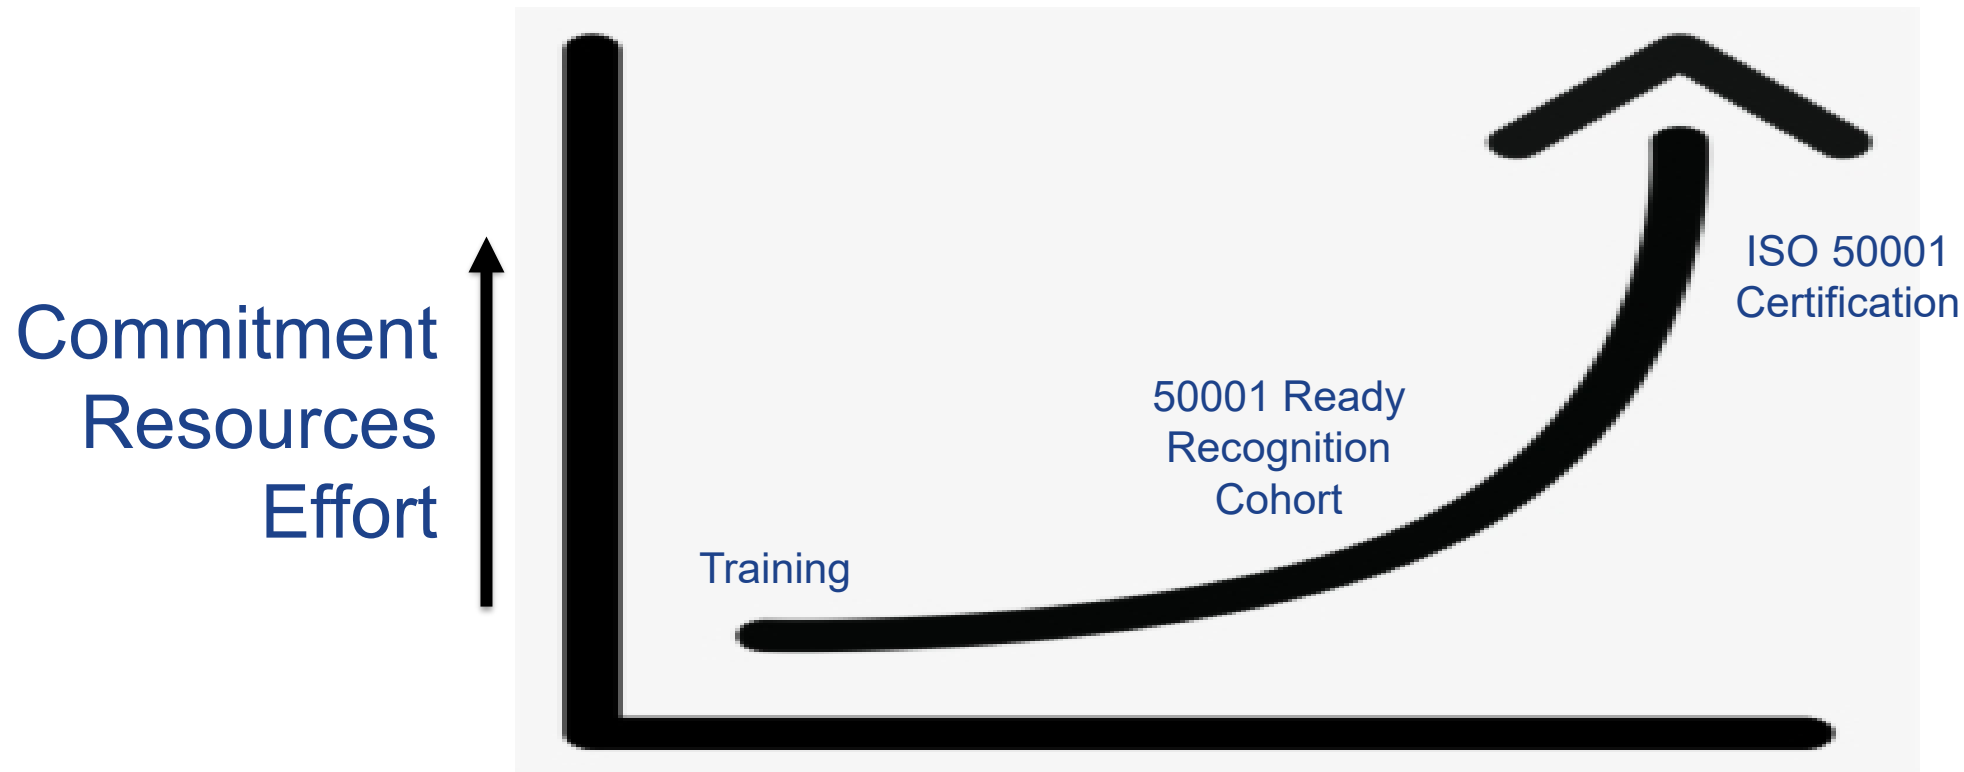 Commitment
Resources
Effort
Training
50001 Ready
Recognition
Cohort
ISO 50001
Certification